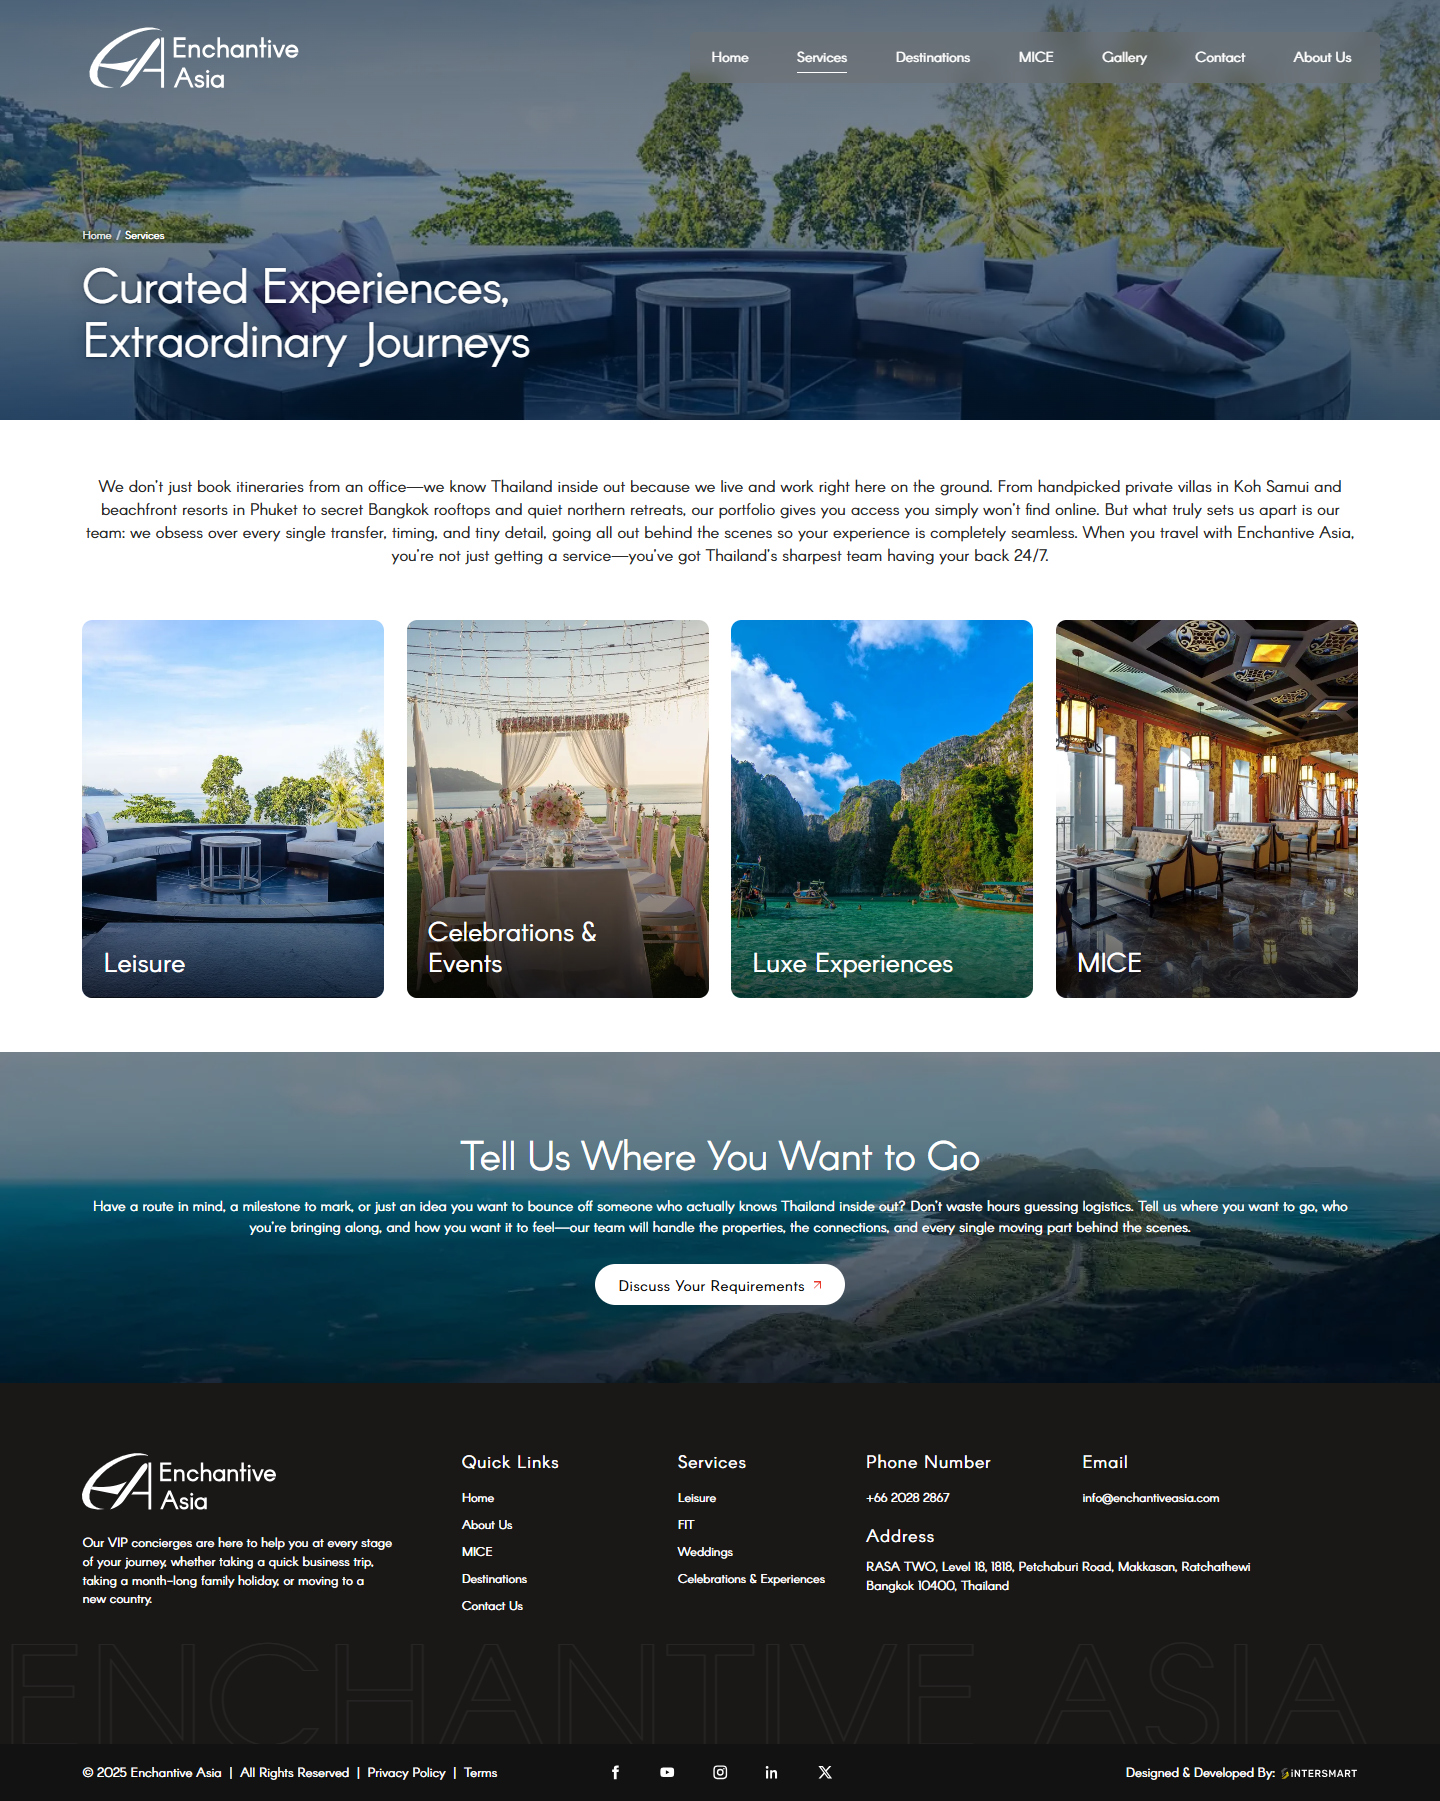 Enchantive
Asia
Home
Services
Destinations
MICE
Gallery
Contact
About Us
Home / Services
Curated Experiences,
Extraordinary Journeys
We don't just book itineraries from an office—we know Thailand inside out because we live and work right here on the ground. From handpicked private villas in Koh Samui and
beachfront resorts in Phuket to secret Bangkok rooftops and quiet northern retreats, our portfolio gives you access you simply won't find online. But what truly sets us apart is our
team: we obsess over every single transfer, timing, and tiny detail, going all out behind the scenes so your experience is completely seamless. When you travel with Enchantive Asia,
you're not just getting a service—you've got Thailand's sharpest team having your back 24/7.
Leisure
Celebrations &
Events
Luxe Experiences
MICE
Tell Us Where You Want to Go
Have a route in mind, a milestone to mark, or just an idea you want to bounce off someone who actually knows Thailand inside out? Don't waste hours guessing logistics. Tell us where you want to go, who
you're bringing along, and how you want it to feel—our team will handle the properties, the connections, and every single moving part behind the scenes.
Discuss Your Requirements
Enchantive
Asia
Our VIP concierges are here to help you at every stage
of your journey, whether taking a quick business trip,
taking a month-long family holiday, or moving to a
new country.
Quick Links
Home
About Us
MICE
Destinations
Contact Us
Services
Leisure
FIT
Weddings
Celebrations & Experiences
Phone Number
+66 2028 2867
Email
info@enchantiveasia.com
Address
RASA TWO, Level 18, 1818, Petchaburi Road, Makkasan, Ratchathewi
Bangkok 10400, Thailand
ENCHANTIVE ASIA
© 2025 Enchantive Asia | All Rights Reserved | Privacy Policy | Terms
Designed & Developed By: iNTERSMART